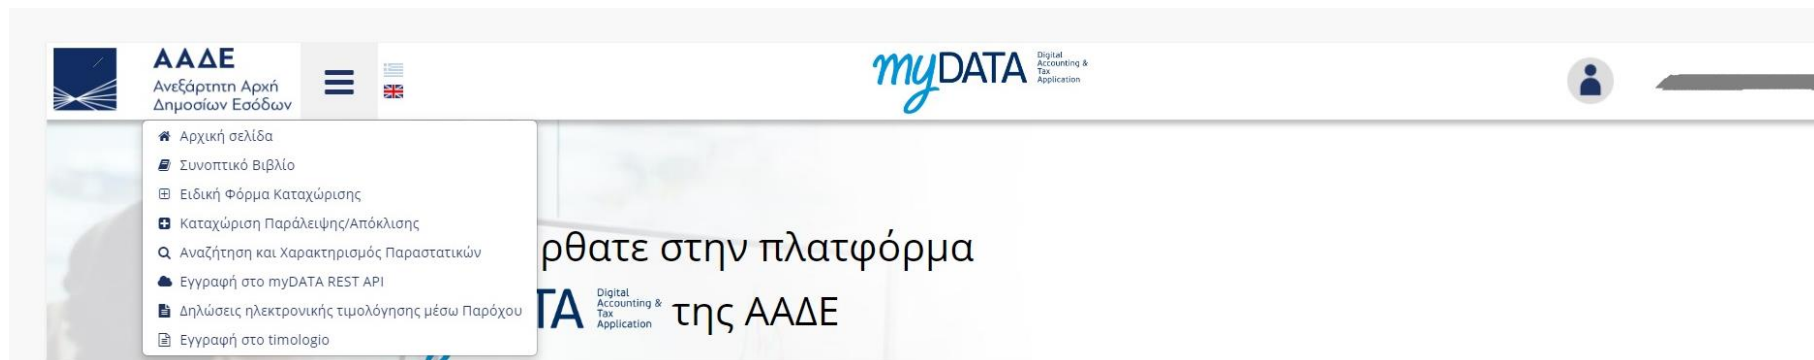 ΑΑΔΕ
Ανεξάρτητη Αρχή
Δημοσίων Εσόδων
myDATA
Digital
Accounting &
Tax
Application
Αρχική σελίδα
Συνοπτικό Βιβλίο
Ειδική Φόρμα Καταχώρισης
Καταχώριση Παράλειψης/Απόκλισης
Αναζήτηση και Χαρακτηρισμός Παραστατικών
Εγγραφή στο myDATA REST API
Δηλώσεις ηλεκτρονικής τιμολόγησης μέσω Παρόχου
Εγγραφή στο timologio
ρθατε στην πλατφόρμα
TA Digital Accounting & Tax Application της ΑΑΔΕ